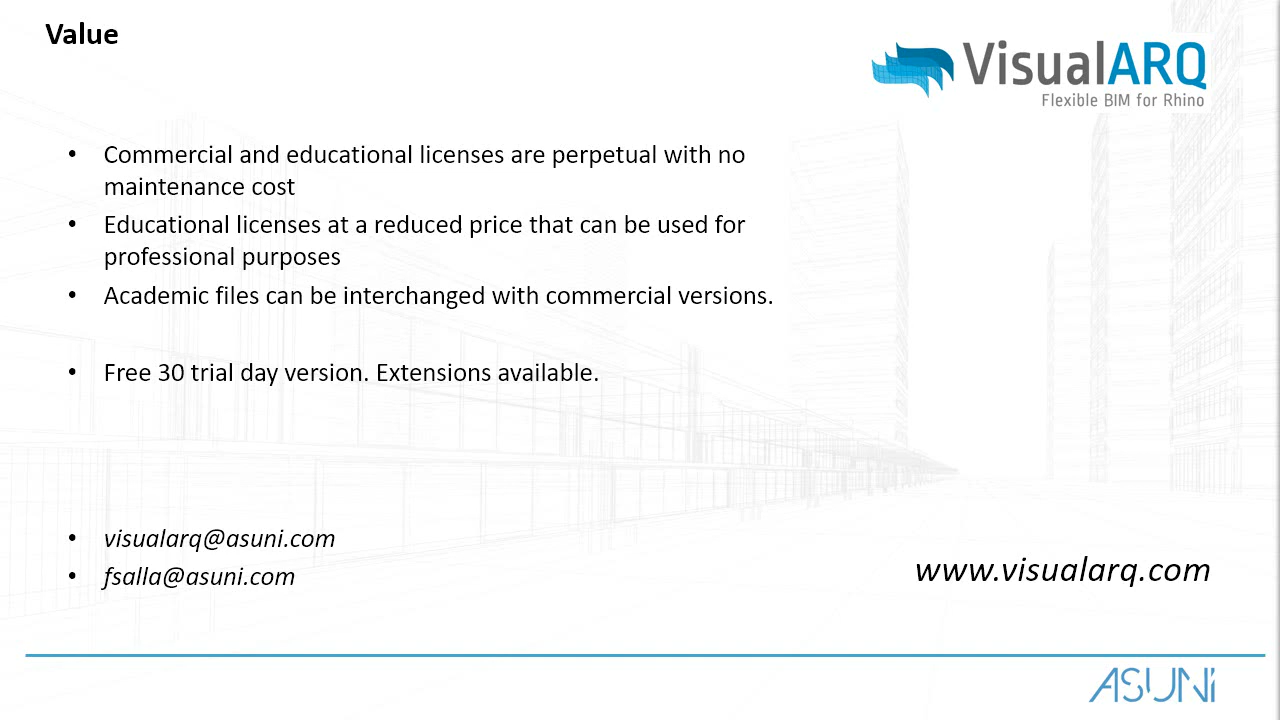 Value
VisualARQ
Flexible BIM for Rhino
• Commercial and educational licenses are perpetual with no
maintenance cost
• Educational licenses at a reduced price that can be used for
professional purposes
• Academic files can be interchanged with commercial versions.
• Free 30 trial day version. Extensions available.
• visualarq@asuni.com
• fsalla@asuni.com
www.visualarq.com
ASUNI